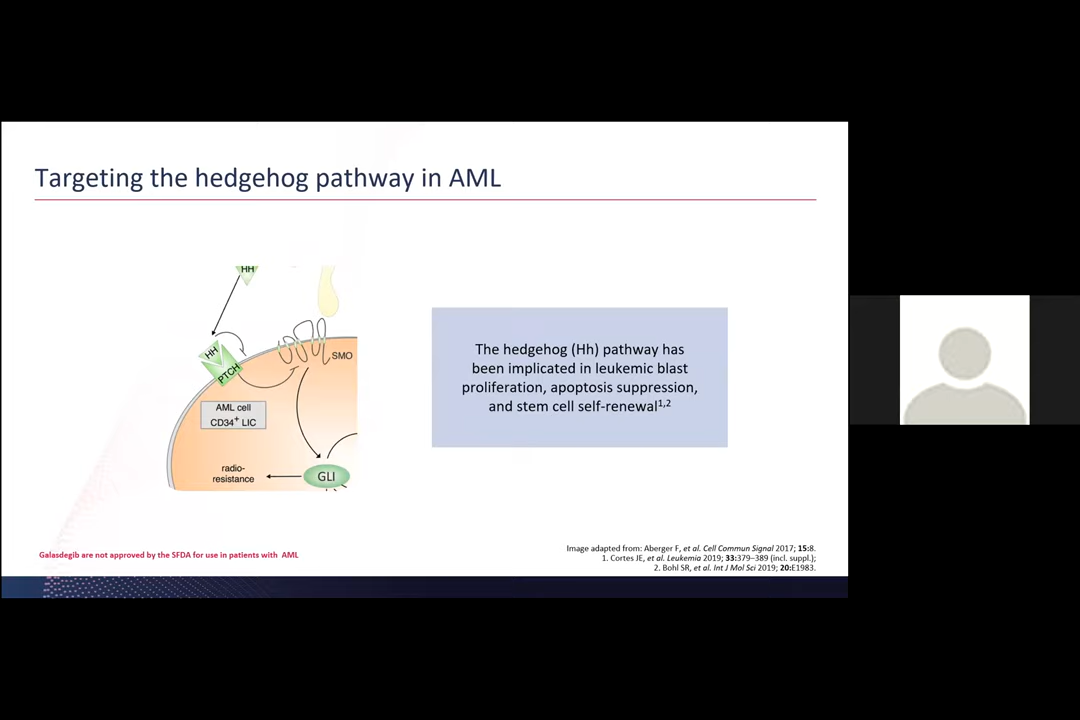 Targeting the hedgehog pathway in AML
HH
HH
PTCH
SMO
AML cell
CD34+ LIC
radio-
resistance
GLI
The hedgehog (Hh) pathway has
been implicated in leukemic blast
proliferation, apoptosis suppression,
and stem cell self-renewal1,2
Galasdegib are not approved by the SFDA for use in patients with AML
Image adapted from: Aberger F, et al. Cell Commun Signal 2017; 15:8.
1. Cortes JE, et al. Leukemia 2019; 33:379–389 (incl. suppl.);
2. Bohl SR, et al. Int J Mol Sci 2019; 20:E1983.